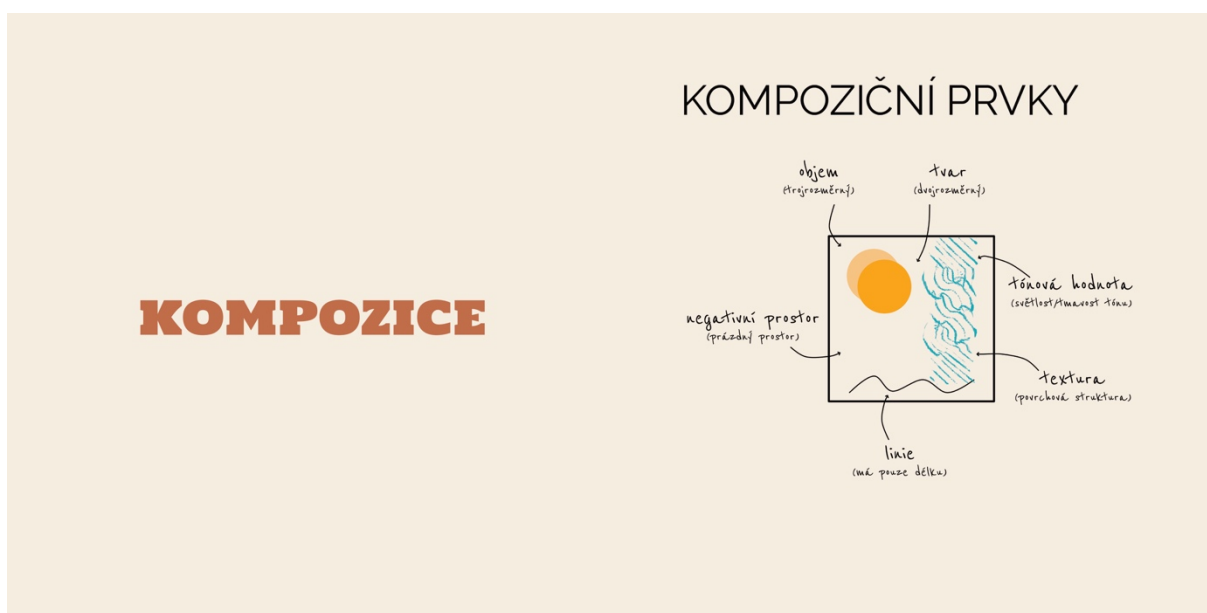 KOMPOZICE
KOMPOZIČNÍ PRVKY
objem
(trojrozměrný)
tvar
(dvojrozměrný)
tónová hodnota
(světlost/tmavost tónu)
negativní prostor
(prázdný prostor)
textura
(povrchová struktura)
linie
(má pouze délku)